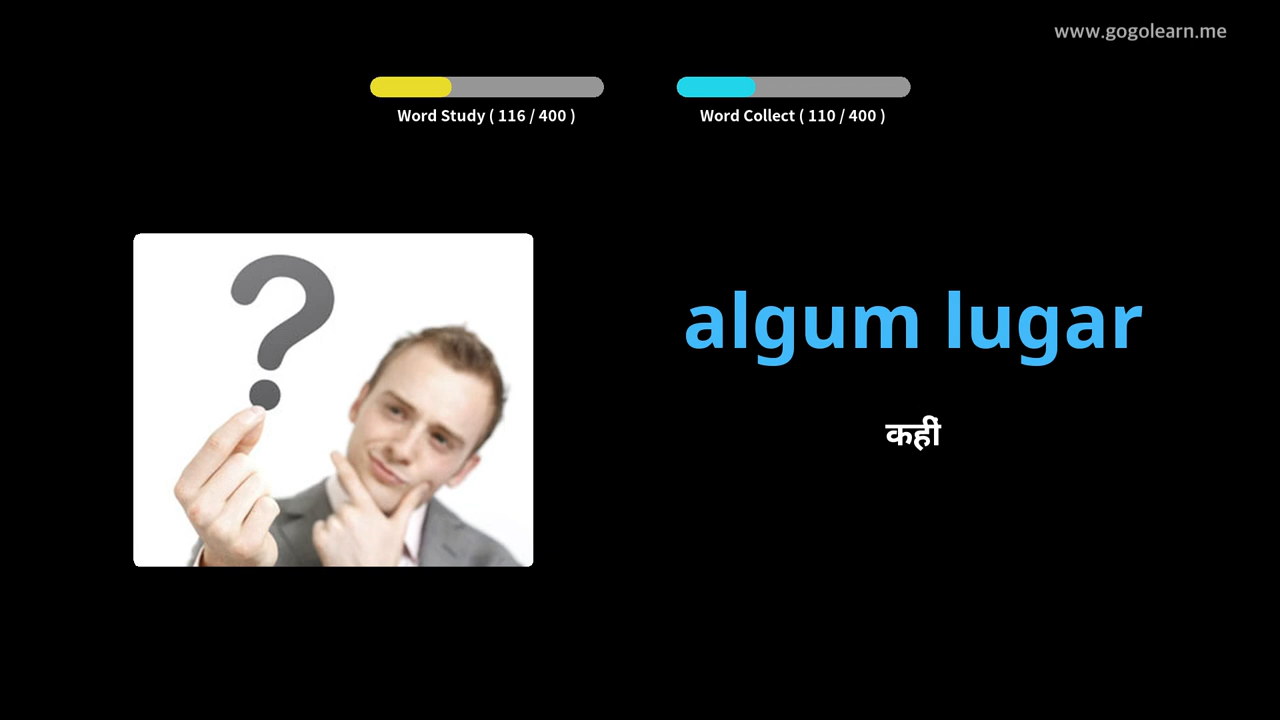 www.gogolearn.me
Word Study ( 116 / 400 )
Word Collect ( 110 / 400 )
algum lugar
कहीं